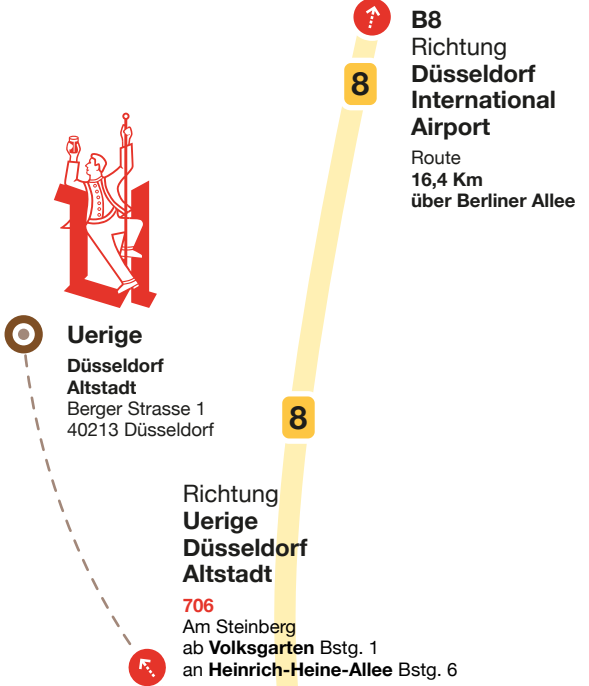 B8
Richtung
Düsseldorf
International
Airport
Route
16,4 Km
über Berliner Allee
8
Uerige
Düsseldorf
Altstadt
Berger Strasse 1
40213 Düsseldorf
8
Richtung
Uerige
Düsseldorf
Altstadt
706
Am Steinberg
ab Volksgarten Bstg. 1
an Heinrich-Heine-Allee Bstg. 6